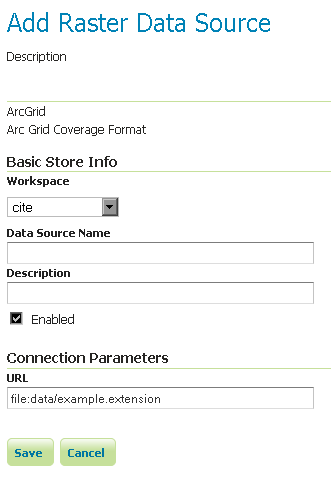 Add Raster Data Source
Description
ArcGrid
Arc Grid Coverage Format
Basic Store Info
Workspace
cite
Data Source Name
Description
Enabled
Connection Parameters
URL
file:data/example.extension
Save Cancel